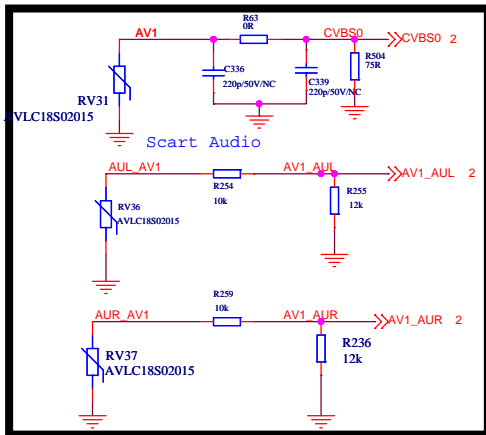 R63
0R
AV1
CVBS0
CVBS0 2
C336
220p/50V/NC
C339
220p/50V/NC
R504
75R
RV31
AVLC18S02015
Scart Audio
AUL_AV1
R254
10k
AV1_AUL
AV1_AUL 2
R255
12k
RV36
AVLC18S02015
AUR_AV1
R259
10k
AV1_AUR
AV1_AUR 2
R236
12k
RV37
AVLC18S02015